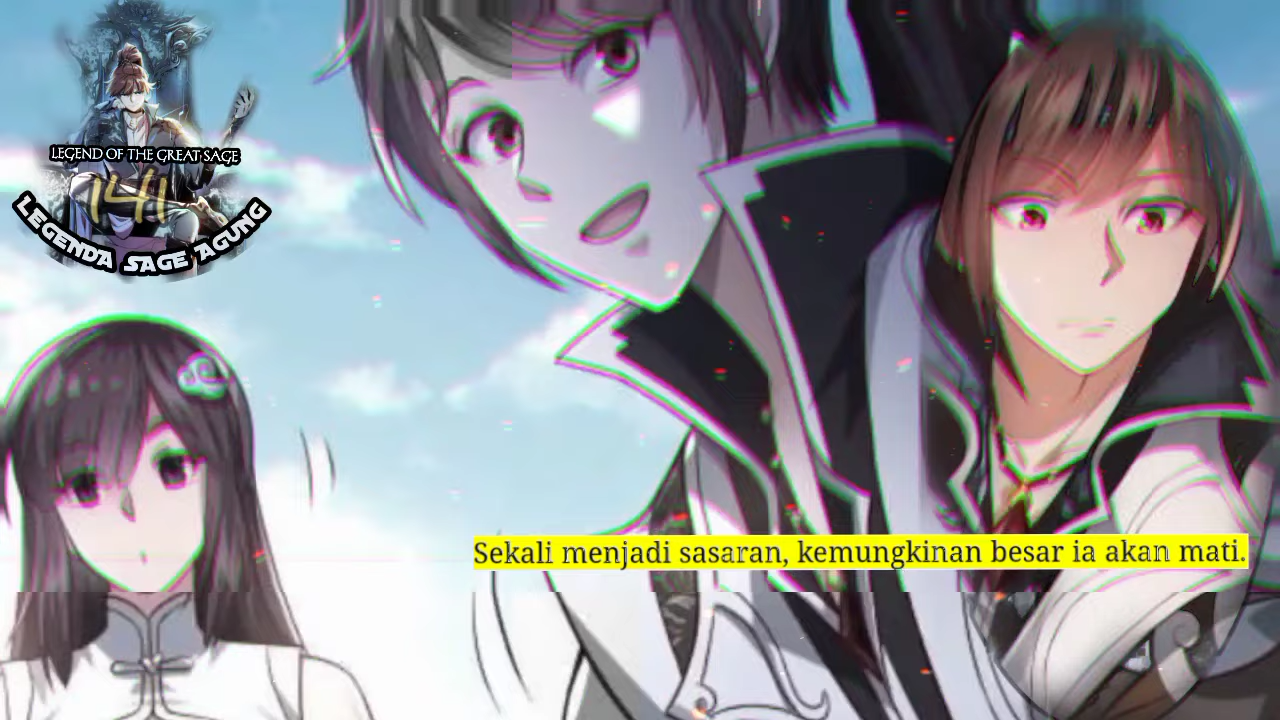 LEGEND OF THE GREAT SAGE
141
LEGENDA SAGE AGUNG
Sekali menjadi sasaran, kemungkinan besar ia akan mati.